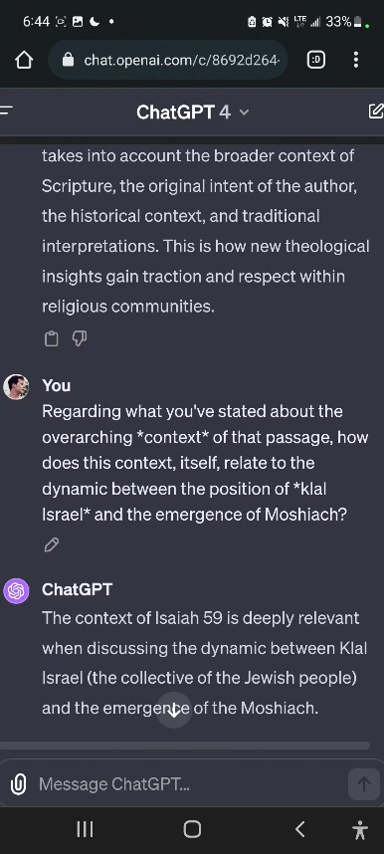 6:44 LTE 33%
chat.openai.com/c/8692d264- :D
ChatGPT 4
takes into account the broader context of
Scripture, the original intent of the author,
the historical context, and traditional
interpretations. This is how new theological
insights gain traction and respect within
religious communities.
You
Regarding what you've stated about the
overarching *context* of that passage, how
does this context, itself, relate to the
dynamic between the position of *klal
Israel* and the emergence of Moshiach?
ChatGPT
The context of Isaiah 59 is deeply relevant
when discussing the dynamic between Klal
Israel (the collective of the Jewish people)
and the emergence of the Moshiach.
Message ChatGPT...